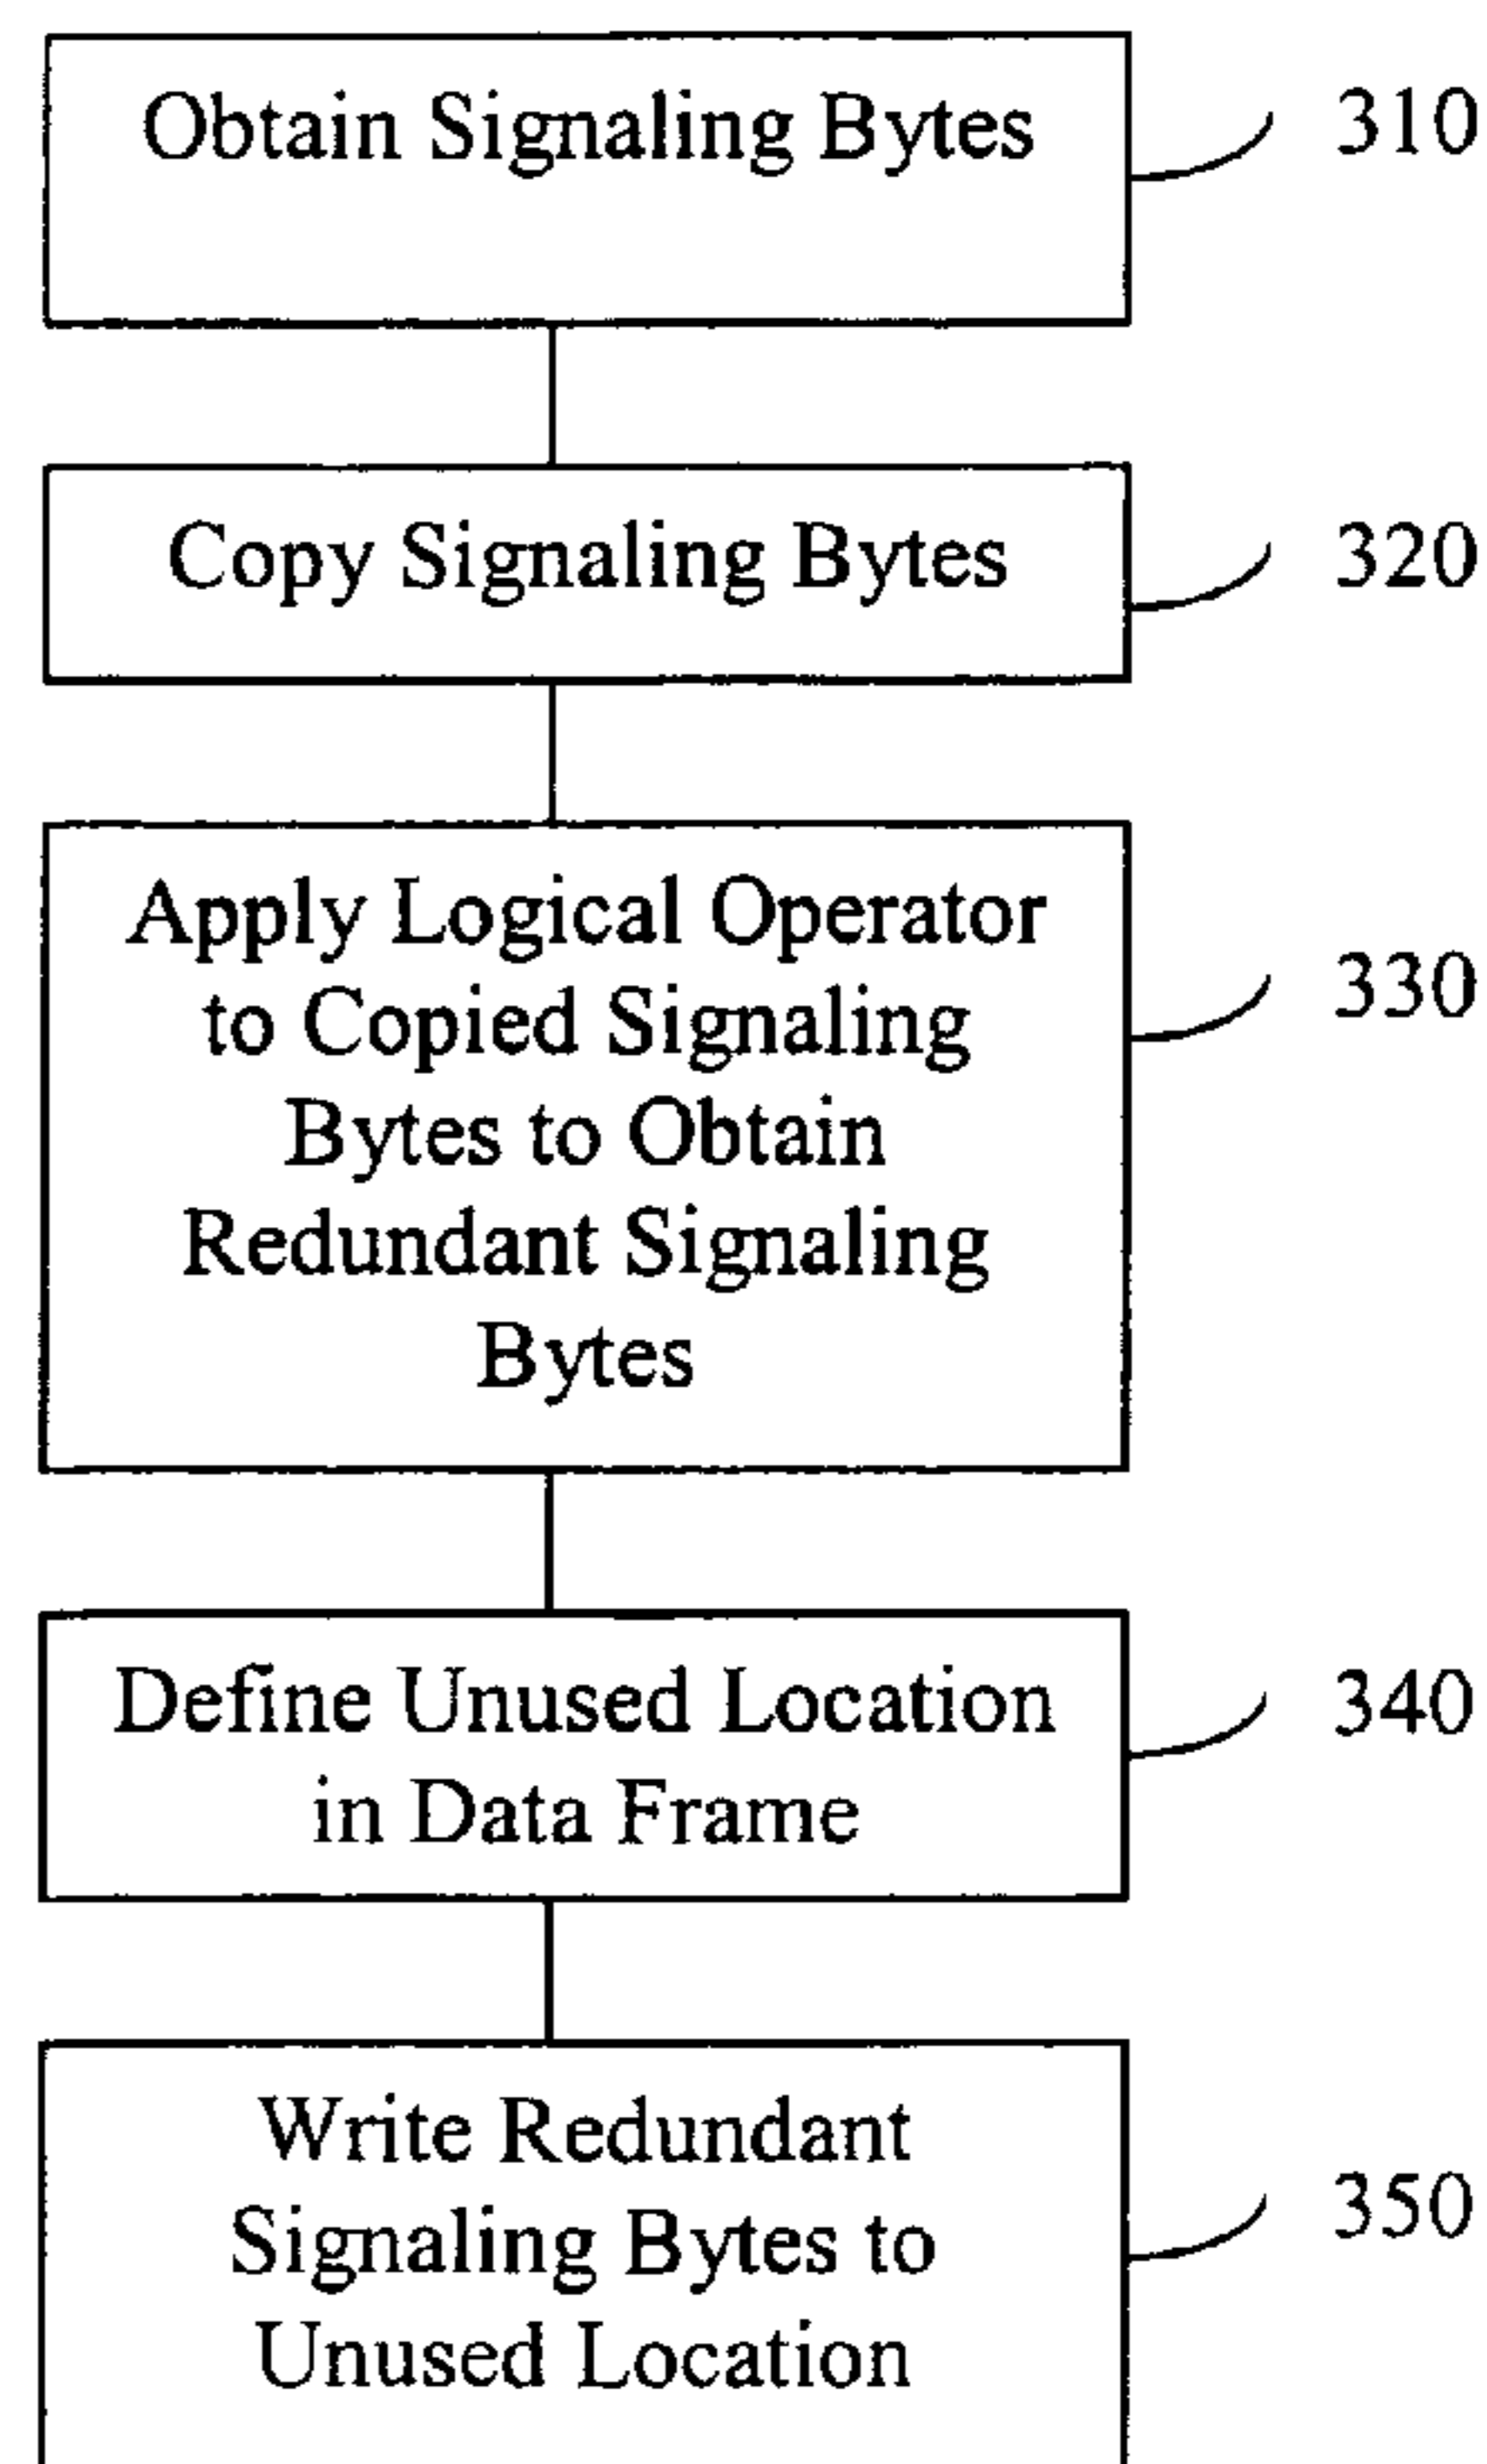 Obtain Signaling Bytes
310
Copy Signaling Bytes
320
Apply Logical Operator
to Copied Signaling
Bytes to Obtain
Redundant Signaling
Bytes
330
Define Unused Location
in Data Frame
340
Write Redundant
Signaling Bytes to
Unused Location
350